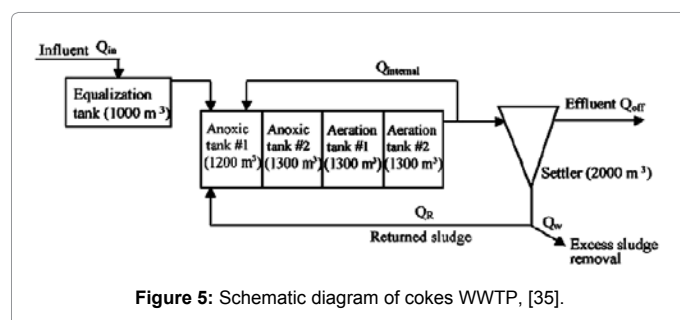 Influent Q_in
Equalization
tank (1000 m³)
Q_internal
Anoxic
tank #1
(1200 m³)
Anoxic
tank #2
(1300 m³)
Aeration
tank #1
(1300 m³)
Aeration
tank #2
(1300 m³)
Effluent Q_eff
Settler (2000 m³)
Q_R
Returned sludge
Q_w
Excess sludge
removal
Figure 5: Schematic diagram of cokes WWTP, [35].